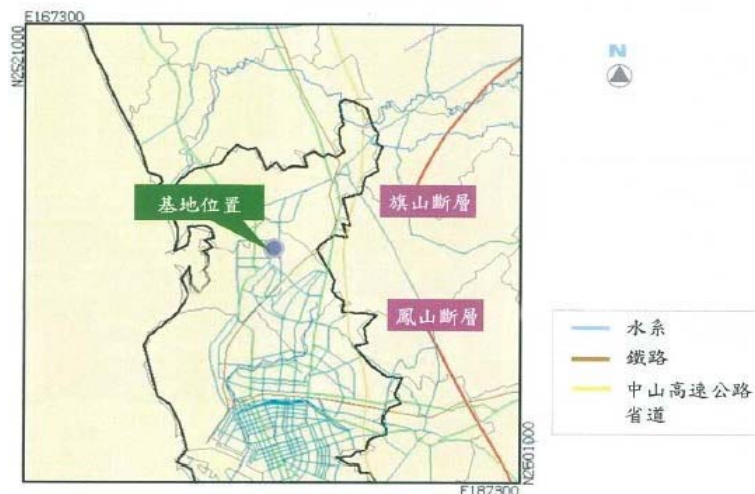 E167300
N2521000
N
基地位置
旗山斷層
鳳山斷層
水系
鐵路
中山高速公路
省道
N2501000
E187300